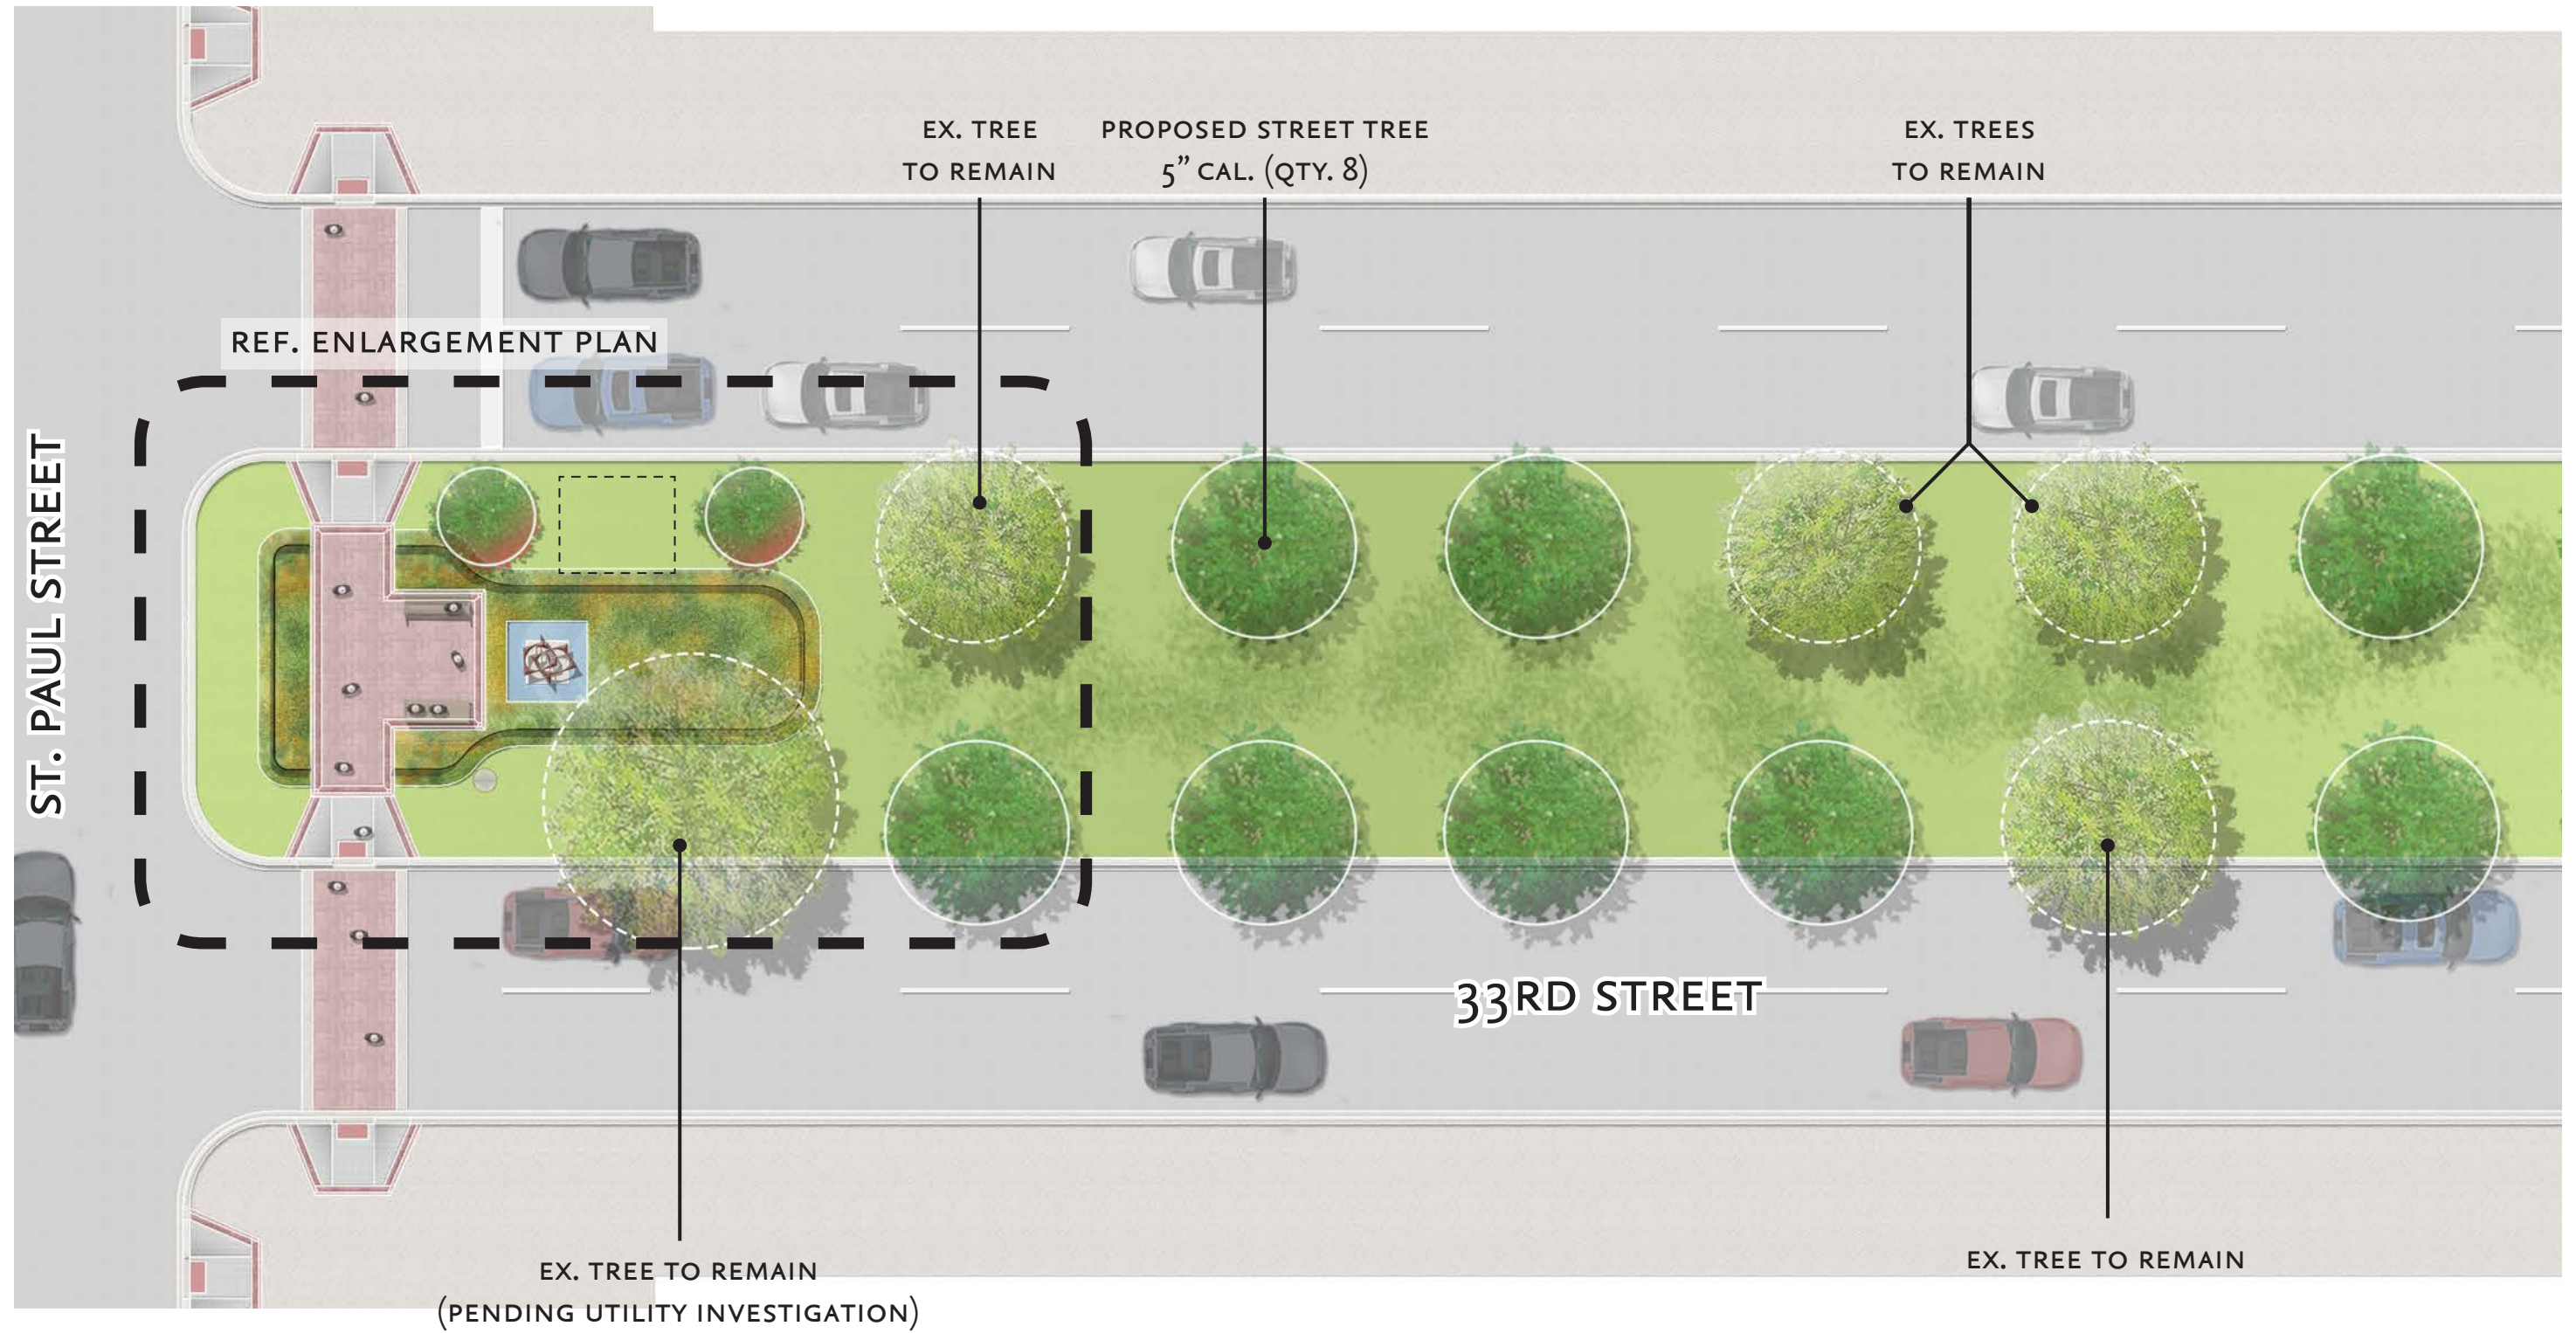 EX. TREE
TO REMAIN
PROPOSED STREET TREE
5” CAL. (QTY. 8)
EX. TREES
TO REMAIN
REF. ENLARGEMENT PLAN
ST. PAUL STREET
33RD STREET
EX. TREE TO REMAIN
(PENDING UTILITY INVESTIGATION)
EX. TREE TO REMAIN